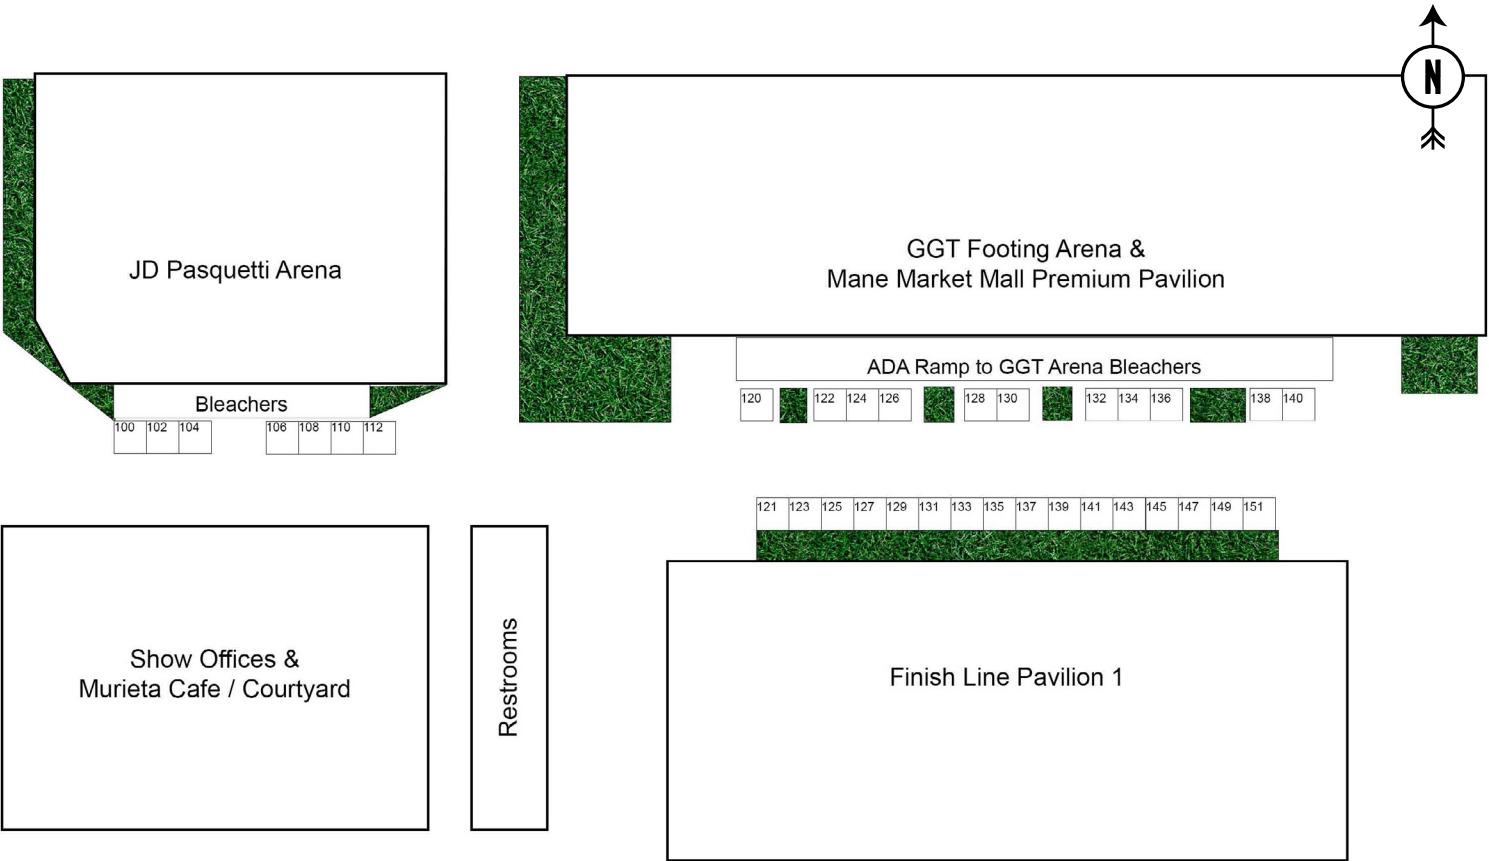 N
JD Pasquetti Arena
GGT Footing Arena &
Mane Market Mall Premium Pavilion
ADA Ramp to GGT Arena Bleachers
Bleachers
120 122 124 126 128 130 132 134 136 138 140
100 102 104 106 108 110 112
121 123 125 127 129 131 133 135 137 139 141 143 145 147 149 151
Show Offices &
Murieta Cafe / Courtyard
Restrooms
Finish Line Pavilion 1